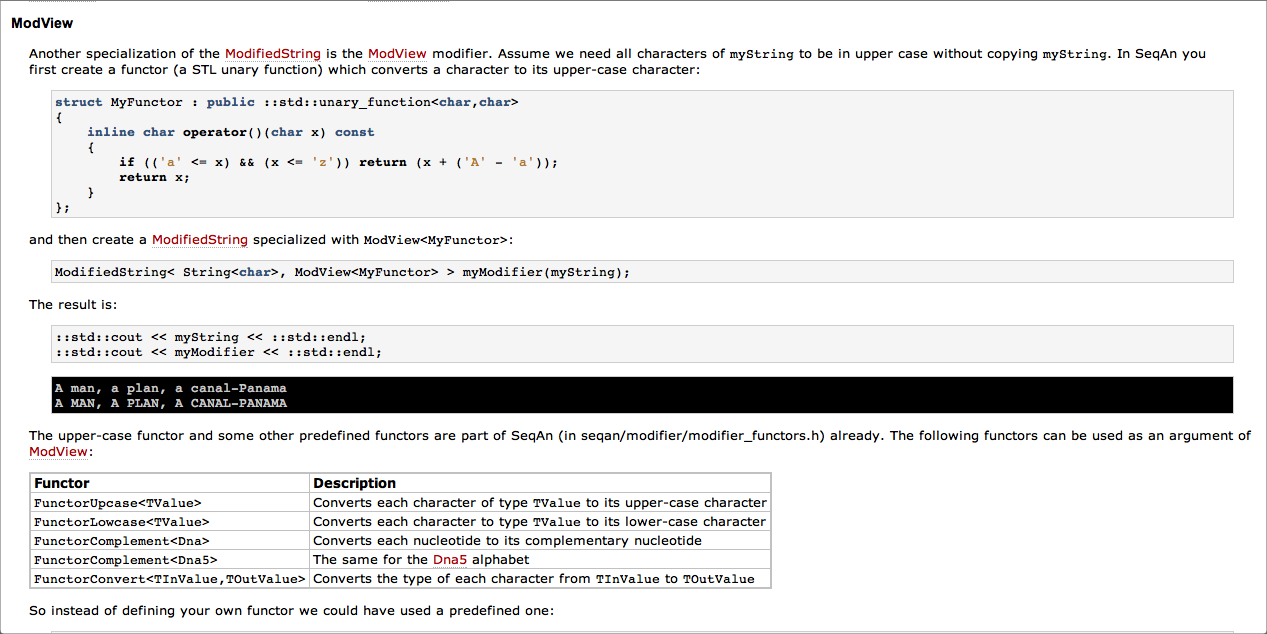 ModView
Another specialization of the ModifiedString is the ModView modifier. Assume we need all characters of myString to be in upper case without copying myString. In SeqAn you
first create a functor (a STL unary function) which converts a character to its upper-case character:
struct MyFunctor : public ::std::unary_function<char,char>
{
    inline char operator()(char x) const
    {
        if (('a' <= x) && (x <= 'z')) return (x + ('A' - 'a'));
        return x;
    }
};
and then create a ModifiedString specialized with ModView<MyFunctor>:
ModifiedString< String<char>, ModView<MyFunctor> > myModifier(myString);
The result is:
::std::cout << myString << ::std::endl;
::std::cout << myModifier << ::std::endl;
A man, a plan, a canal-Panama
A MAN, A PLAN, A CANAL-PANAMA
The upper-case functor and some other predefined functors are part of SeqAn (in seqan/modifier/modifier_functors.h) already. The following functors can be used as an argument of
ModView:
Functor Description
FunctorUpcase<TValue> Converts each character of type TValue to its upper-case character
FunctorLowcase<TValue> Converts each character to type TValue to its lower-case character
FunctorComplement<Dna> Converts each nucleotide to its complementary nucleotide
FunctorComplement<Dna5> The same for the Dna5 alphabet
FunctorConvert<TInValue,TOutValue> Converts the type of each character from TInValue to TOutValue
So instead of defining your own functor we could have used a predefined one: